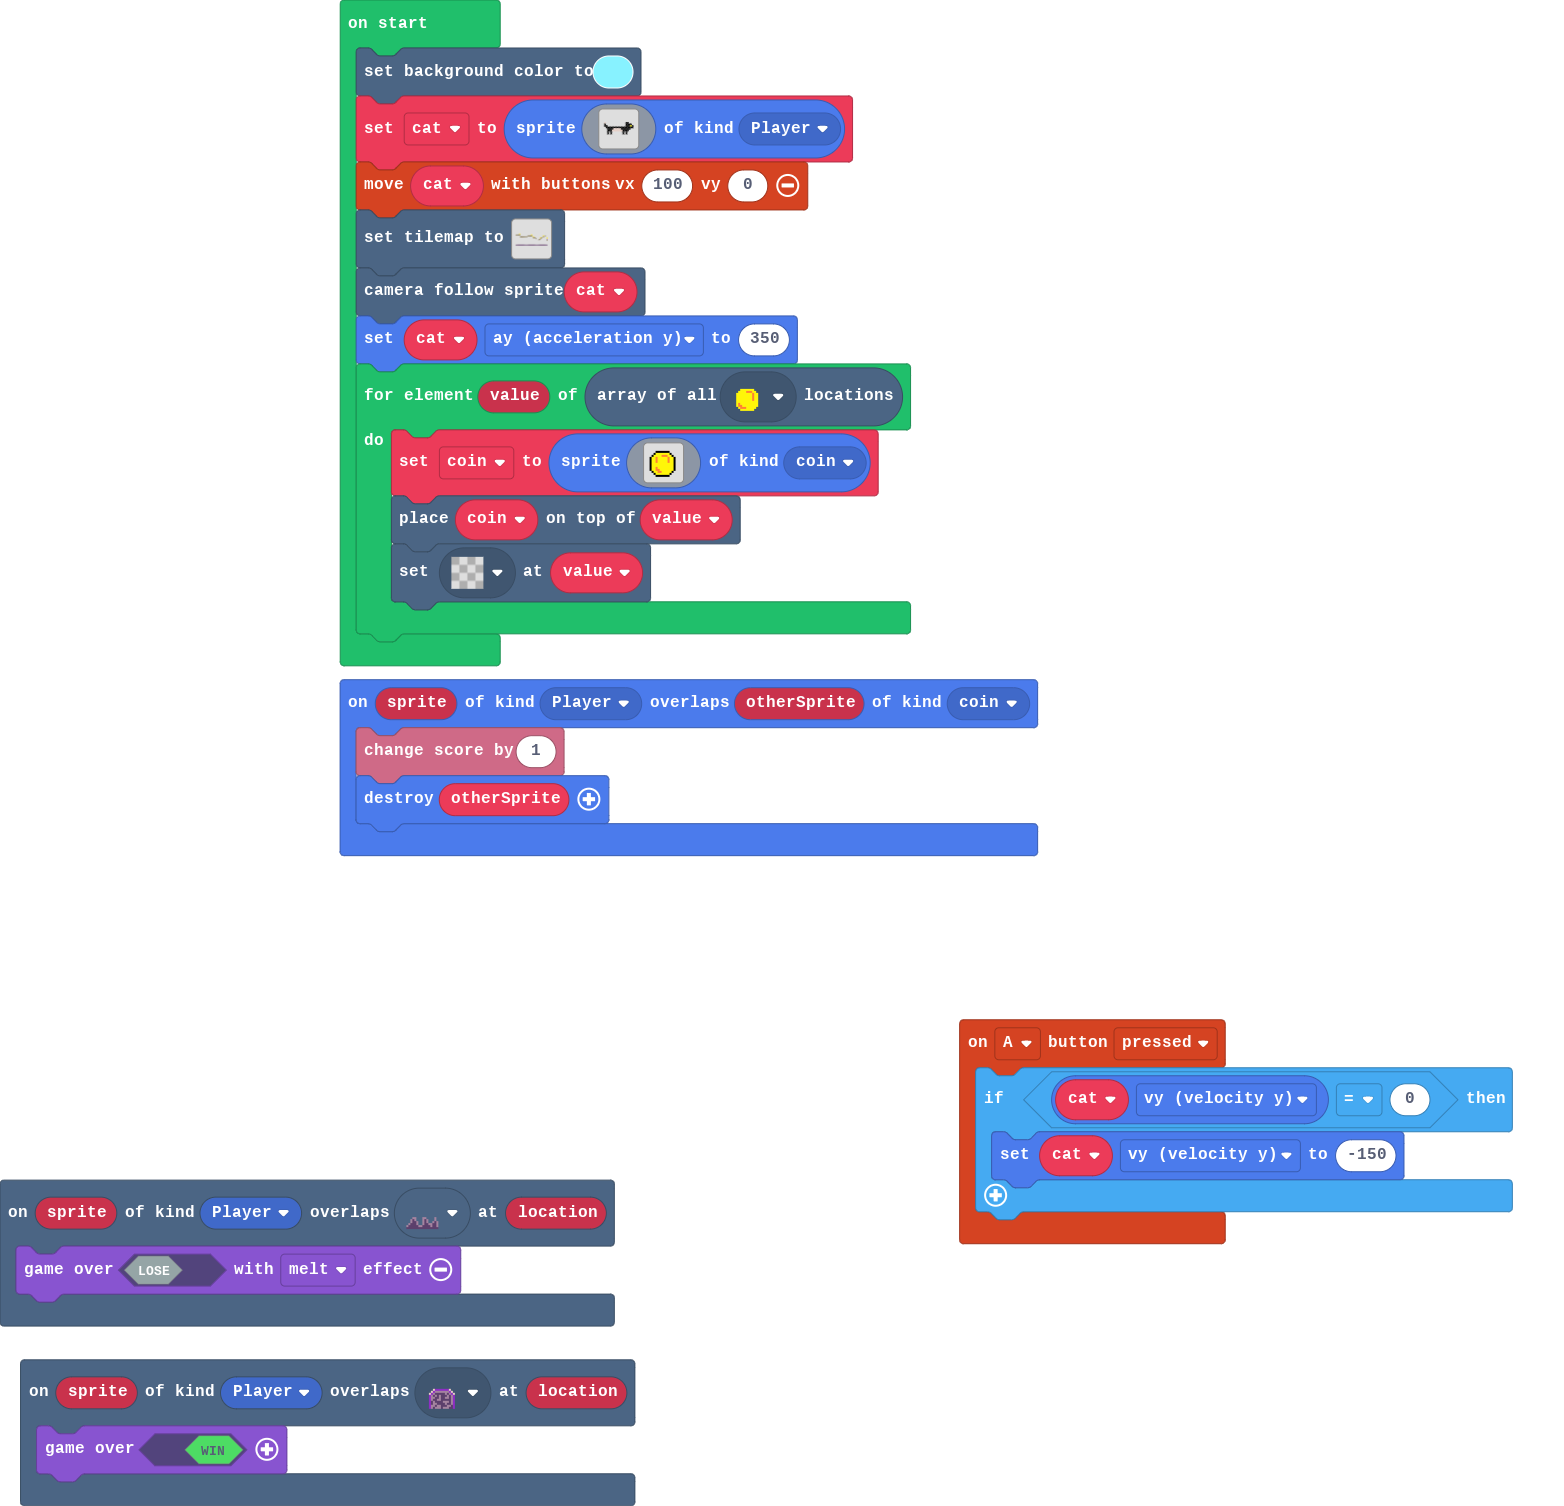 on start
set background color to
set cat to sprite of kind Player
move cat with buttons vx 100 vy 0
set tilemap to
camera follow sprite cat
set cat ay (acceleration y) to 350
for element value of array of all locations
do
set coin to sprite of kind coin
place coin on top of value
set at value
on sprite of kind Player overlaps otherSprite of kind coin
change score by 1
destroy otherSprite
on A button pressed
if cat vy (velocity y) = 0 then
set cat vy (velocity y) to -150
on sprite of kind Player overlaps at location
game over LOSE with melt effect
on sprite of kind Player overlaps at location
game over WIN